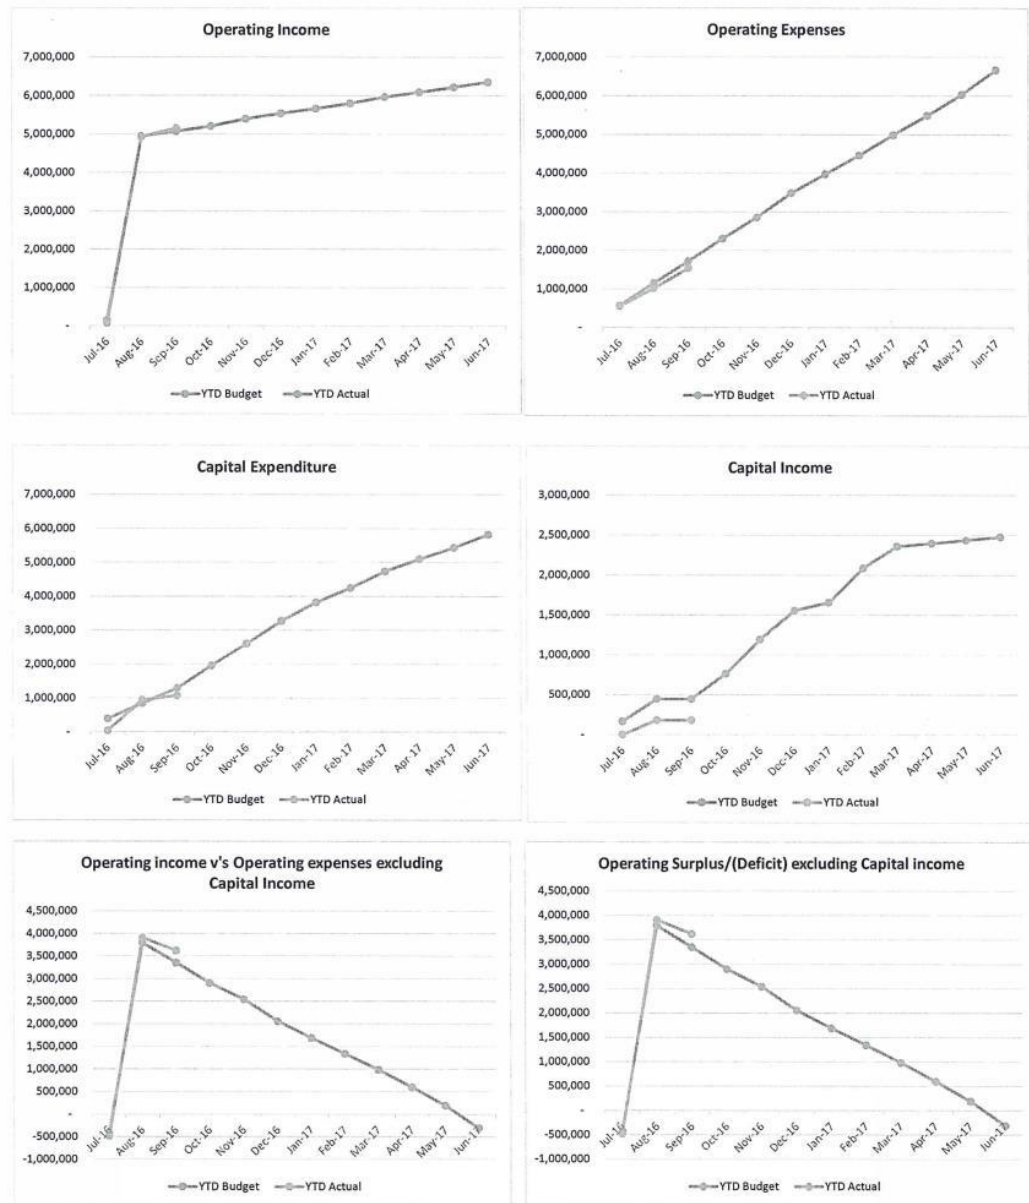 Operating Income
7,000,000
6,000,000
5,000,000
4,000,000
3,000,000
2,000,000
1,000,000
-
Jul-16 Aug-16 Sep-16 Oct-16 Nov-16 Dec-16 Jan-17 Feb-17 Mar-17 Apr-17 May-17 Jun-17
YTD Budget YTD Actual
Operating Expenses
7,000,000
6,000,000
5,000,000
4,000,000
3,000,000
2,000,000
1,000,000
-
Jul-16 Aug-16 Sep-16 Oct-16 Nov-16 Dec-16 Jan-17 Feb-17 Mar-17 Apr-17 May-17 Jun-17
YTD Budget YTD Actual
Capital Expenditure
7,000,000
6,000,000
5,000,000
4,000,000
3,000,000
2,000,000
1,000,000
-
Jul-16 Aug-16 Sep-16 Oct-16 Nov-16 Dec-16 Jan-17 Feb-17 Mar-17 Apr-17 May-17 Jun-17
YTD Budget YTD Actual
Capital Income
3,000,000
2,500,000
2,000,000
1,500,000
1,000,000
500,000
-
Jul-16 Aug-16 Sep-16 Oct-16 Nov-16 Dec-16 Jan-17 Feb-17 Mar-17 Apr-17 May-17 Jun-17
YTD Budget YTD Actual
Operating income v's Operating expenses excluding
Capital Income
4,500,000
4,000,000
3,500,000
3,000,000
2,500,000
2,000,000
1,500,000
1,000,000
500,000
-
-500,000
-1,000,000
Jul-16 Aug-16 Sep-16 Oct-16 Nov-16 Dec-16 Jan-17 Feb-17 Mar-17 Apr-17 May-17 Jun-17
YTD Budget YTD Actual
Operating Surplus/(Deficit) excluding Capital income
4,500,000
4,000,000
3,500,000
3,000,000
2,500,000
2,000,000
1,500,000
1,000,000
500,000
-
-500,000
-1,000,000
Jul-16 Aug-16 Sep-16 Oct-16 Nov-16 Dec-16 Jan-17 Feb-17 Mar-17 Apr-17 May-17 Jun-17
YTD Budget YTD Actual